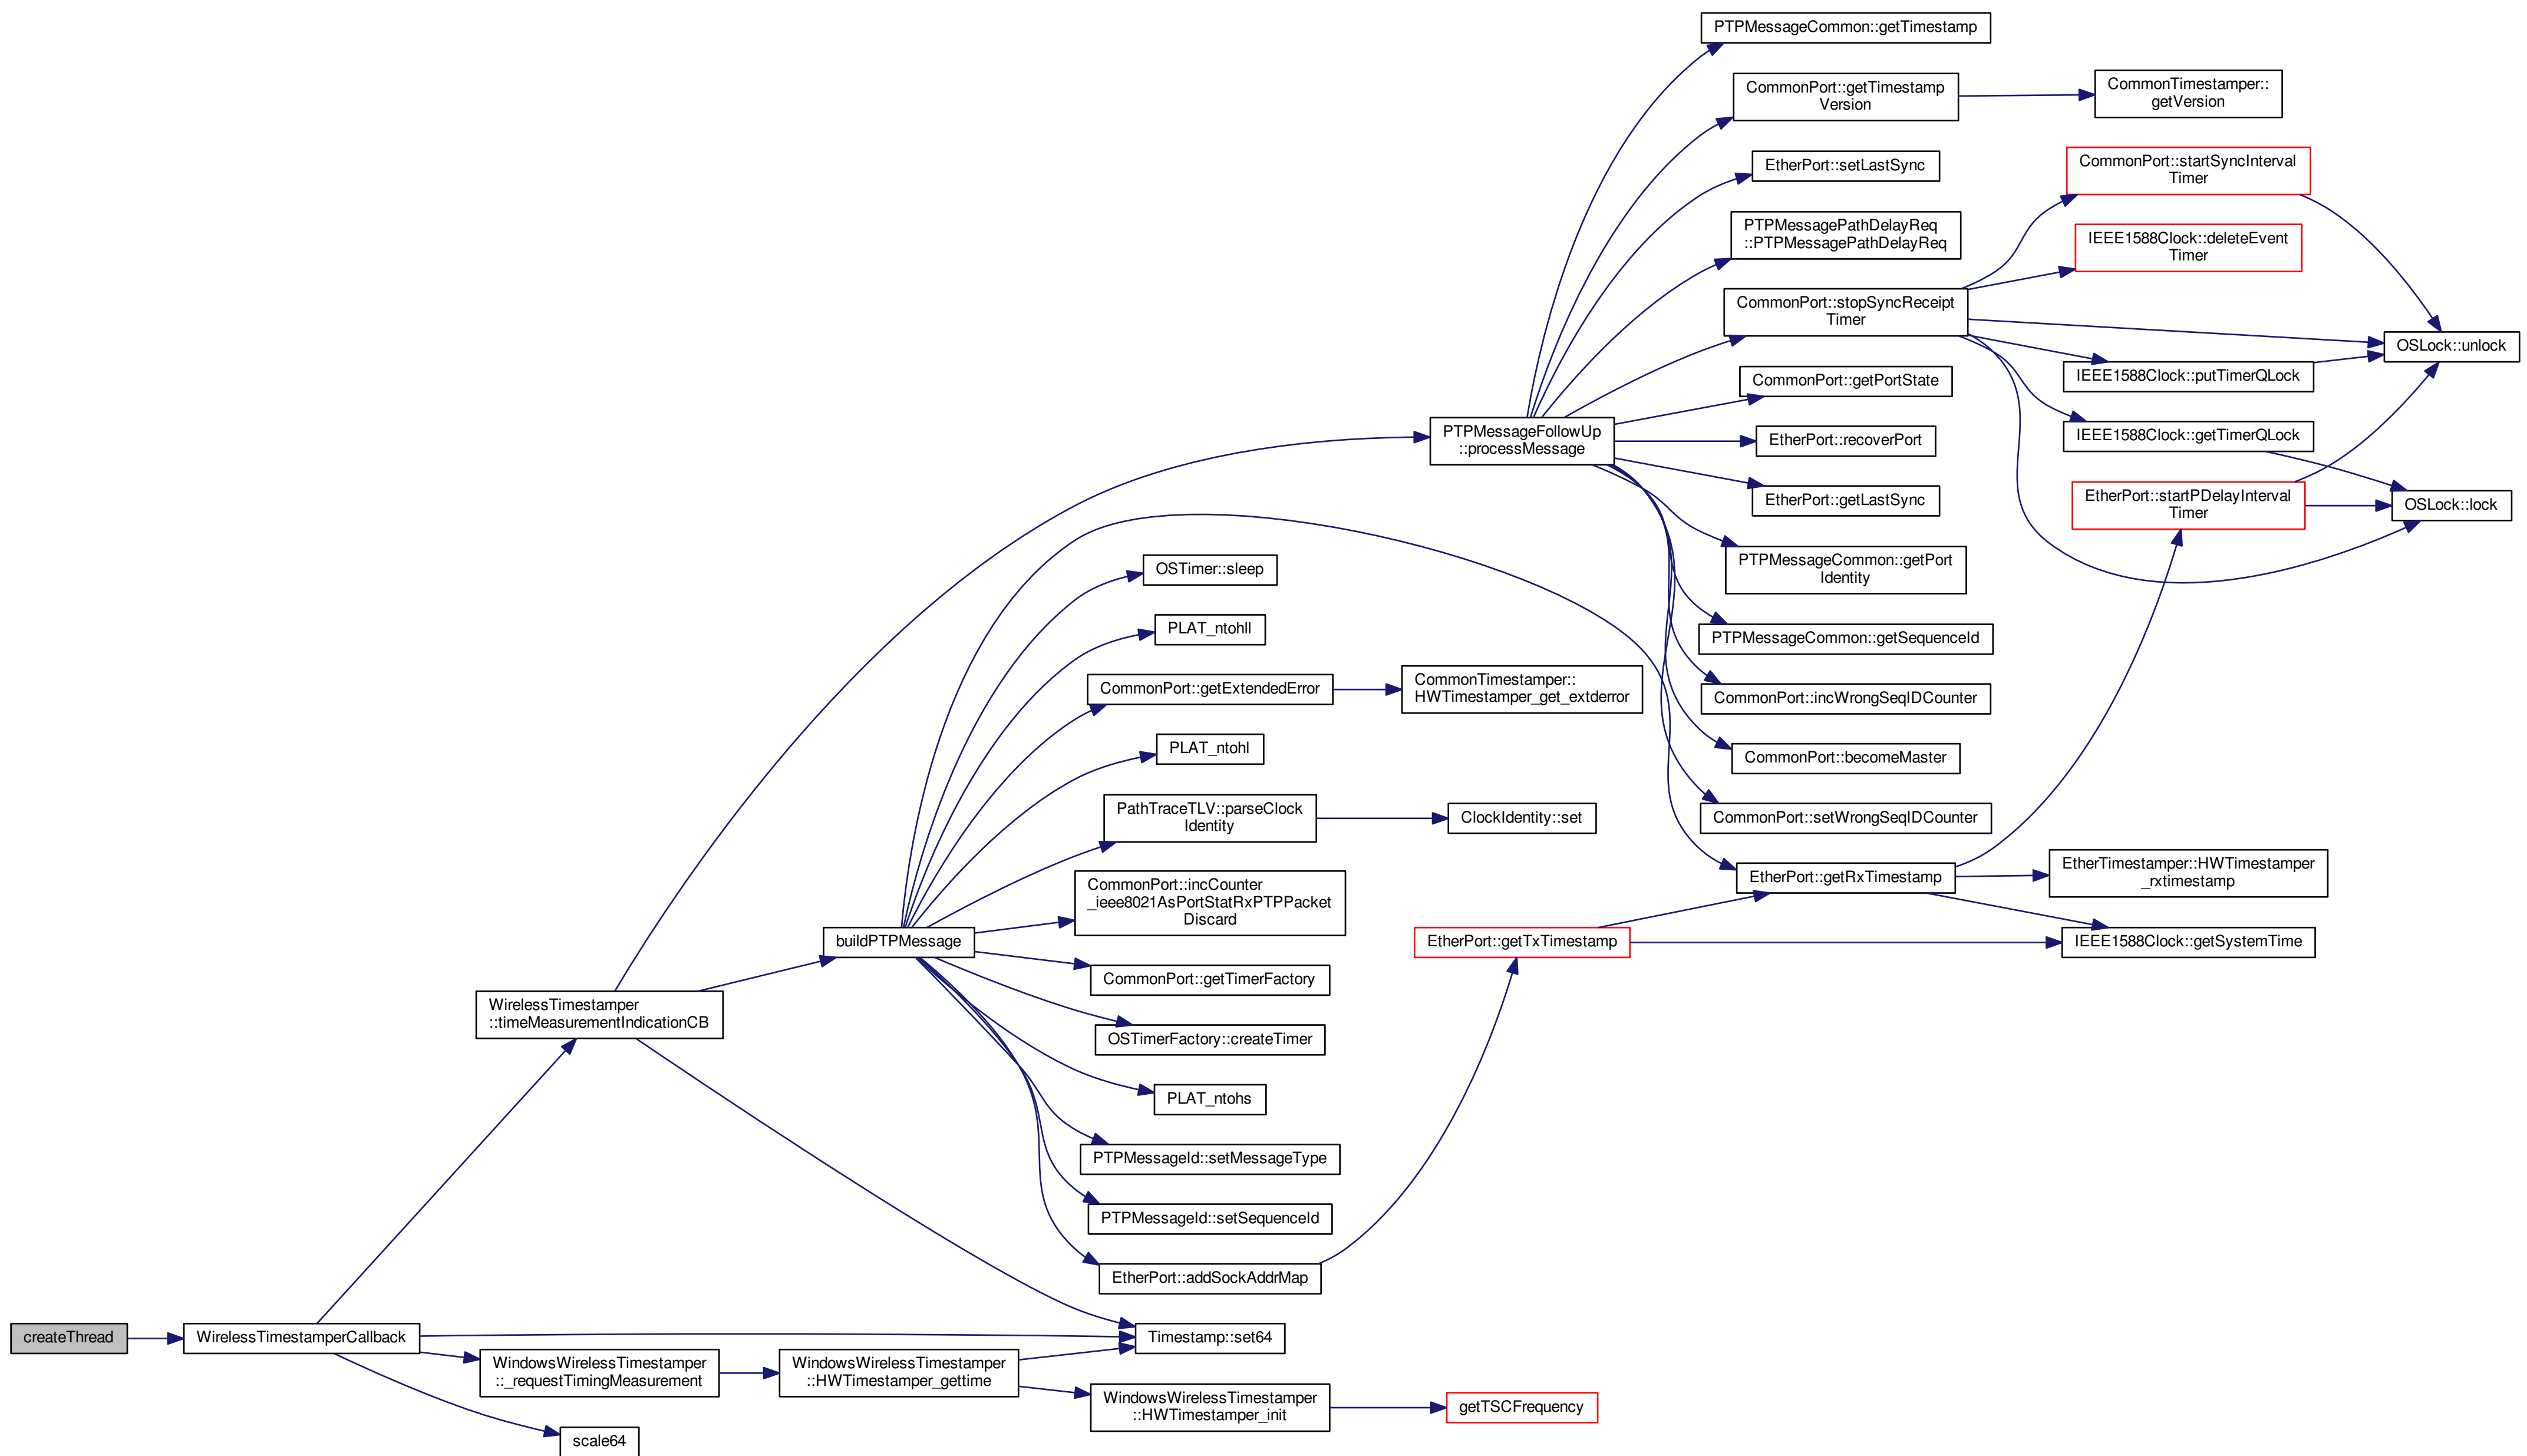 PTPMessageCommon::getTimestamp
CommonPort::getTimestamp
Version
CommonTimestamper::
getVersion
EtherPort::setLastSync
CommonPort::startSyncInterval
Timer
PTPMessagePathDelayReq
::PTPMessagePathDelayReq
IEEE1588Clock::deleteEvent
Timer
CommonPort::stopSyncReceipt
Timer
OSLock::unlock
CommonPort::getPortState
IEEE1588Clock::putTimerQLock
PTPMessageFollowUp
::processMessage
EtherPort::recoverPort
IEEE1588Clock::getTimerQLock
EtherPort::getLastSync
EtherPort::startPDelayInterval
Timer
OSLock::lock
OSTimer::sleep
PTPMessageCommon::getPort
Identity
PLAT_ntohll
PTPMessageCommon::getSequenceId
CommonPort::getExtendedError
CommonTimestamper::
HWTimestamper_get_extderror
CommonPort::incWrongSeqIDCounter
PLAT_ntohl
CommonPort::becomeMaster
PathTraceTLV::parseClock
Identity
ClockIdentity::set
CommonPort::setWrongSeqIDCounter
CommonPort::incCounter
_ieee8021AsPortStatRxPTPPacket
Discard
EtherPort::getRxTimestamp
EtherTimestamper::HWTimestamper
_rxtimestamp
buildPTPMessage
EtherPort::getTxTimestamp
IEEE1588Clock::getSystemTime
CommonPort::getTimerFactory
WirelessTimestamper
::timeMeasurementIndicationCB
OSTimerFactory::createTimer
PLAT_ntohs
PTPMessageId::setMessageType
PTPMessageId::setSequenceId
EtherPort::addSockAddrMap
createThread
WirelessTimestamperCallback
Timestamp::set64
WindowsWirelessTimestamper
::_requestTimingMeasurement
WindowsWirelessTimestamper
::HWTimestamper_gettime
WindowsWirelessTimestamper
::HWTimestamper_init
getTSCFrequency
scale64